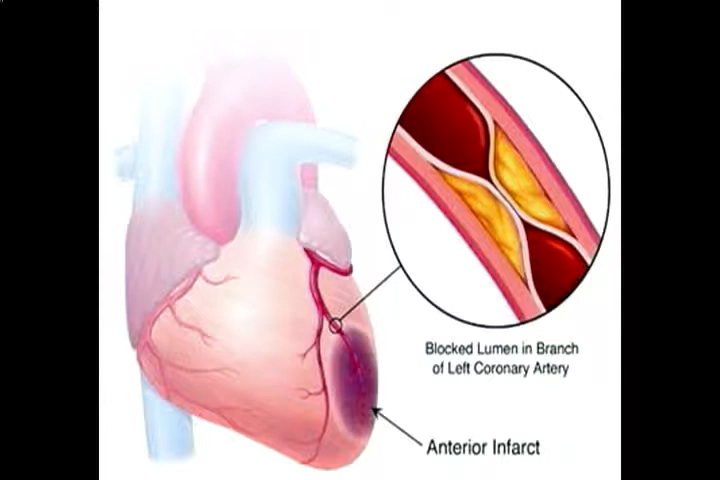 Blocked Lumen in Branch
of Left Coronary Artery
Anterior Infarct